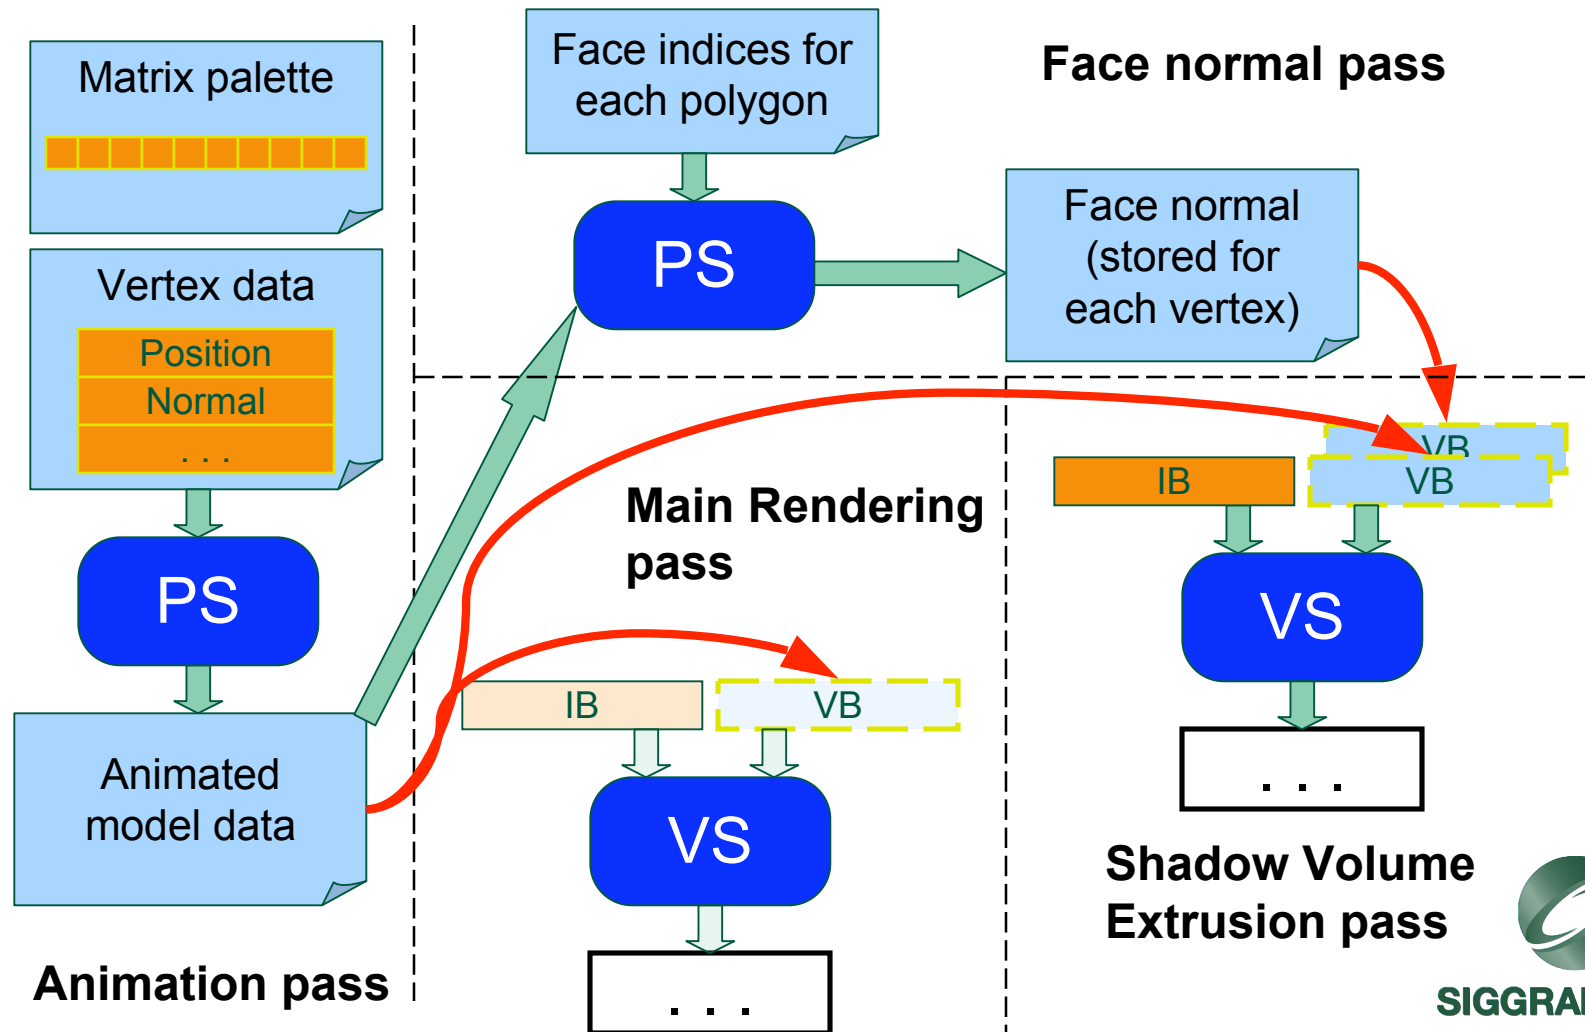 Matrix palette
Vertex data
Position
Normal
. . .
PS
Animated
model data
Animation pass
Face indices for
each polygon
PS
Face normal pass
Face normal
(stored for
each vertex)
Main Rendering
pass
IB
VB
VS
. . .
VB
IB
VB
VS
. . .
Shadow Volume
Extrusion pass